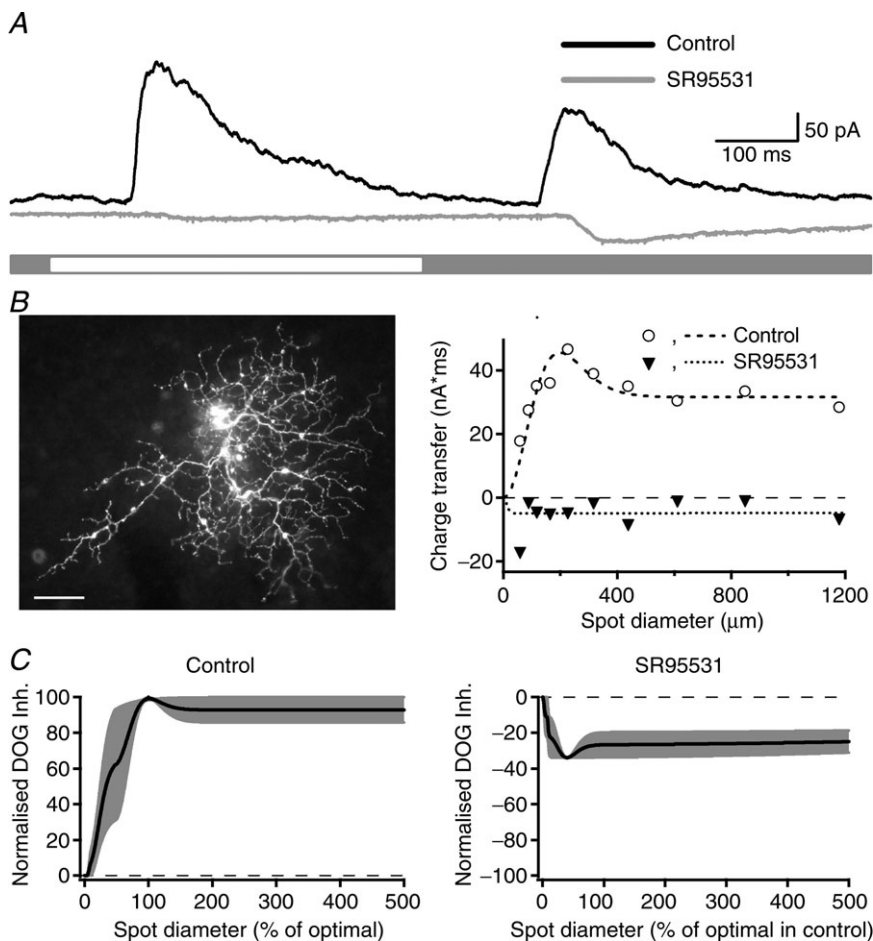 A
Control
SR95531
50 pA
100 ms
B
Charge transfer (nA*ms)
40
20
0
−20
0 400 800 1200
Spot diameter (μm)
, Control
, SR95531
C
Control
Normalised DOG Inh.
100
80
60
40
20
0
0 100 200 300 400 500
Spot diameter (% of optimal)
SR95531
Normalised DOG Inh.
0
−20
−40
−60
−80
−100
0 100 200 300 400 500
Spot diameter (% of optimal in control)